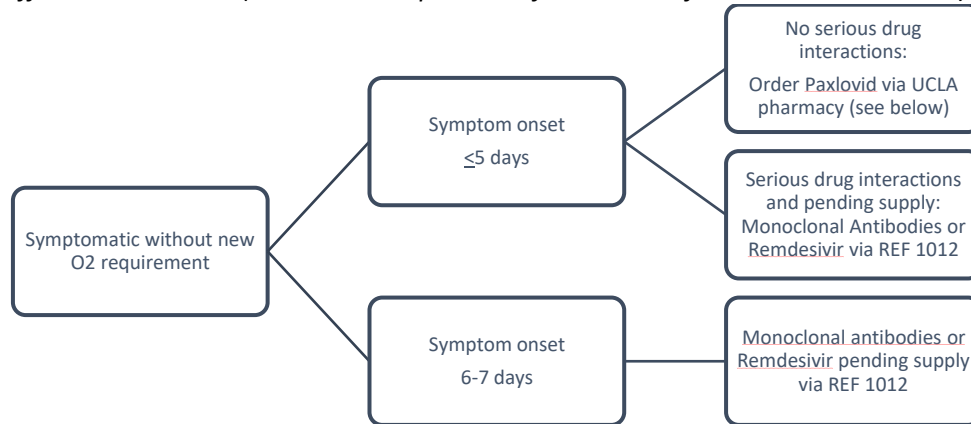 Symptomatic without new
O2 requirement
Symptom onset
<5 days
Symptom onset
6-7 days
No serious drug
interactions:
Order Paxlovid via UCLA
pharmacy (see below)
Serious drug interactions
and pending supply:
Monoclonal Antibodies or
Remdesivir via REF 1012
Monoclonal antibodies or
Remdesivir pending supply
via REF 1012